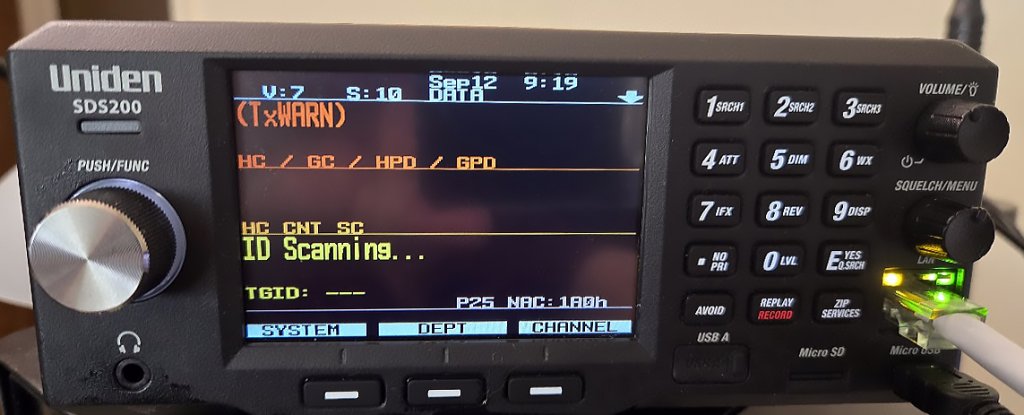 Uniden
SDS200
PUSH/FUNC
Sep12 9:19
V:7 S:10 DATA
(TxWARN)
HC / GC / HPD / GPD
HC CNT SC
ID Scanning...
TGID: ---
P25 NAC:1A0h
SYSTEM DEPT CHANNEL
1 SRCH1 2 SRCH2 3 SRCH3
4 ATT 5 DIM 6 WX
7 IFX 8 REV 9 DISP
. NO PRI 0 LVL E YES O.SRCH
AVOID REPLAY RECORD ZIP SERVICES
USB A
Micro SD
Micro USB
VOLUME/
SQUELCH/MENU
LAN